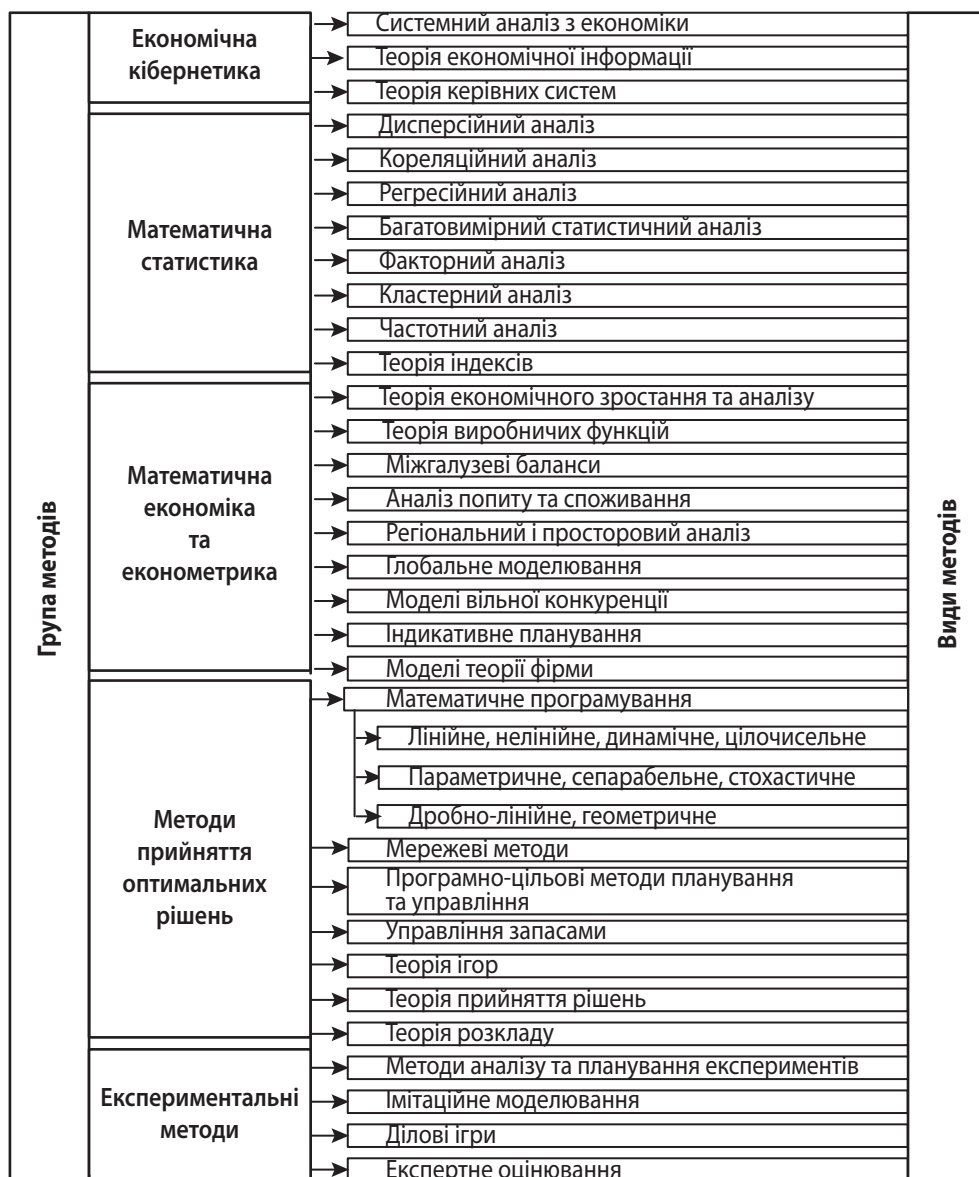 Група методів
Економічна
кібернетика
Системний аналіз з економіки
Теорія економічної інформації
Теорія керівних систем
Математична
статистика
Дисперсійний аналіз
Кореляційний аналіз
Регресійний аналіз
Багатовимірний статистичний аналіз
Факторний аналіз
Кластерний аналіз
Частотний аналіз
Теорія індексів
Математична
економіка
та
економетрика
Теорія економічного зростання та аналізу
Теорія виробничих функцій
Міжгалузеві баланси
Аналіз попиту та споживання
Регіональний і просторовий аналіз
Глобальне моделювання
Моделі вільної конкуренції
Індикативне планування
Моделі теорії фірми
Методи
прийняття
оптимальних
рішень
Математичне програмування
Лінійне, нелінійне, динамічне, цілочисельне
Параметричне, сепарабельне, стохастичне
Дробно-лінійне, геометричне
Мережеві методи
Програмно-цільові методи планування
та управління
Управління запасами
Теорія ігор
Теорія прийняття рішень
Теорія розкладу
Експериментальні
методи
Методи аналізу та планування експериментів
Імітаційне моделювання
Ділові ігри
Експертне оцінювання
Види методів